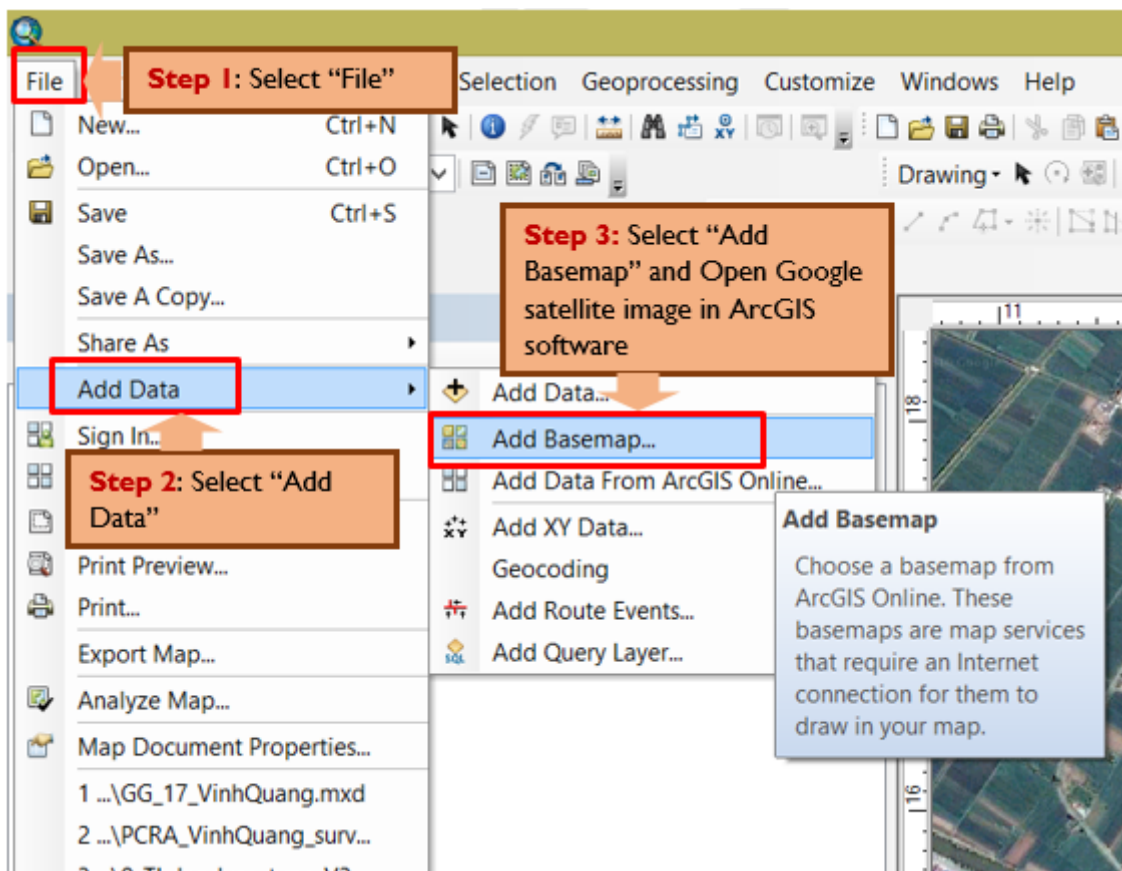 File
Step 1: Select “File”
Selection Geoprocessing Customize Windows Help
New... Ctrl+N
Open... Ctrl+O
Drawing
Save Ctrl+S
Save As...
Save A Copy...
Share As
Step 3: Select “Add
Basemap” and Open Google
satellite image in ArcGIS
software
11
18
Add Data
Add Data...
Sign In...
Add Basemap...
Step 2: Select “Add
Data”
Add Data From ArcGIS Online...
Add XY Data...
Geocoding
Add Route Events...
SQL
Add Query Layer...
Add Basemap
Choose a basemap from
ArcGIS Online. These
basemaps are map services
that require an Internet
connection for them to
draw in your map.
Print Preview...
Print...
Export Map...
Analyze Map...
Map Document Properties...
1 ...\GG_17_VinhQuang.mxd
2 ...\PCRA_VinhQuang_surv...
16